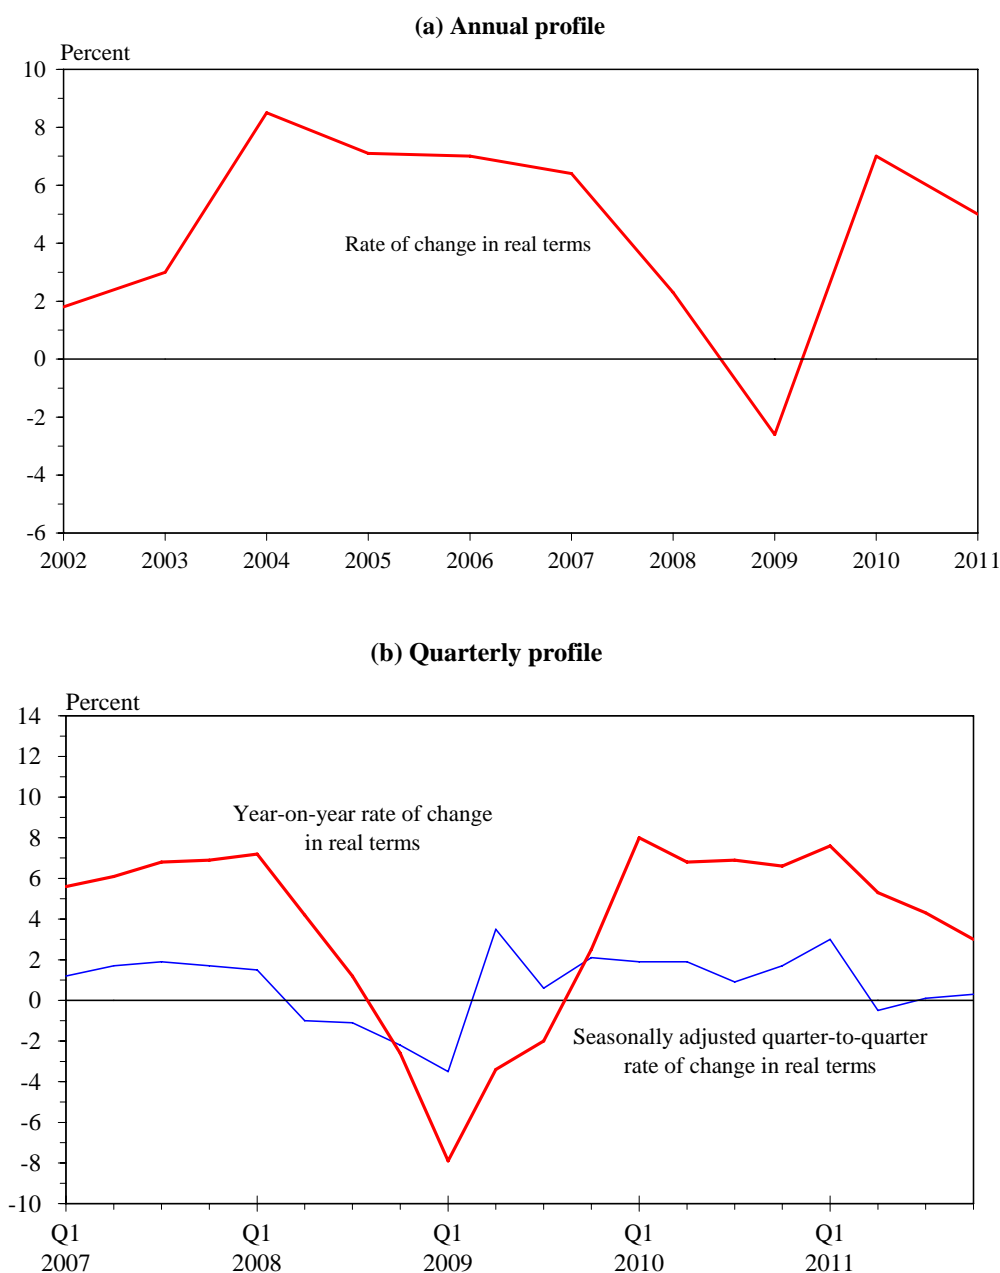 (a) Annual profile
Percent
10
8
6
4
2
0
-2
-4
-6
Rate of change in real terms
2002 2003 2004 2005 2006 2007 2008 2009 2010 2011
(b) Quarterly profile
Percent
14
12
10
8
6
4
2
0
-2
-4
-6
-8
-10
Year-on-year rate of change
in real terms
Seasonally adjusted quarter-to-quarter
rate of change in real terms
Q1 Q1 Q1 Q1 Q1
2007 2008 2009 2010 2011